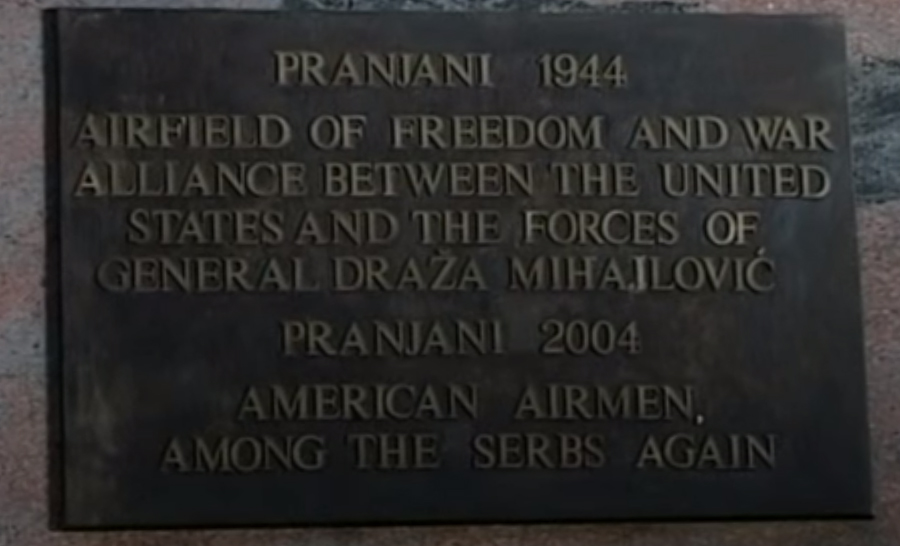 PRANJANI 1944
AIRFIELD OF FREEDOM AND WAR
ALLIANCE BETWEEN THE UNITED
STATES AND THE FORCES OF
GENERAL DRAŽA MIHAJLOVIĆ
PRANJANI 2004
AMERICAN AIRMEN,
AMONG THE SERBS AGAIN